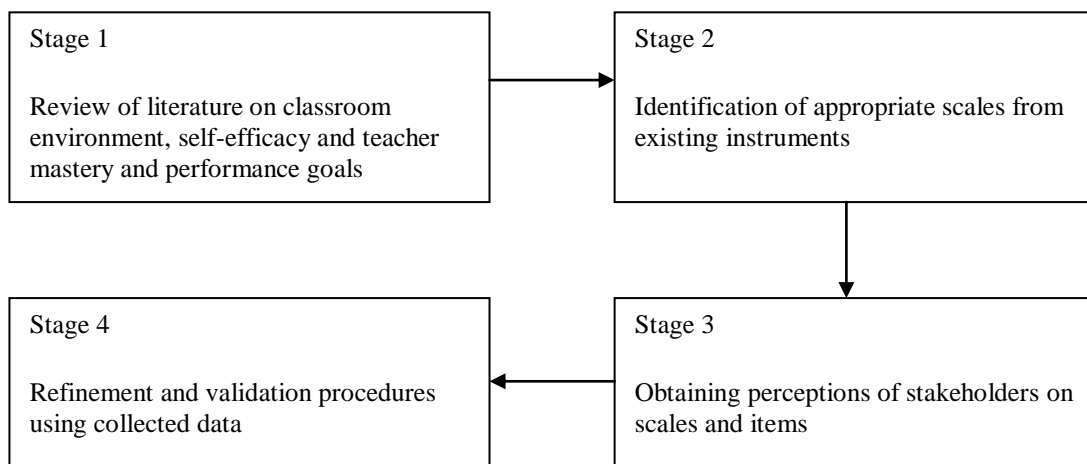 Stage 1
Review of literature on classroom
environment, self-efficacy and teacher
mastery and performance goals
Stage 2
Identification of appropriate scales from
existing instruments
Stage 3
Obtaining perceptions of stakeholders on
scales and items
Stage 4
Refinement and validation procedures
using collected data